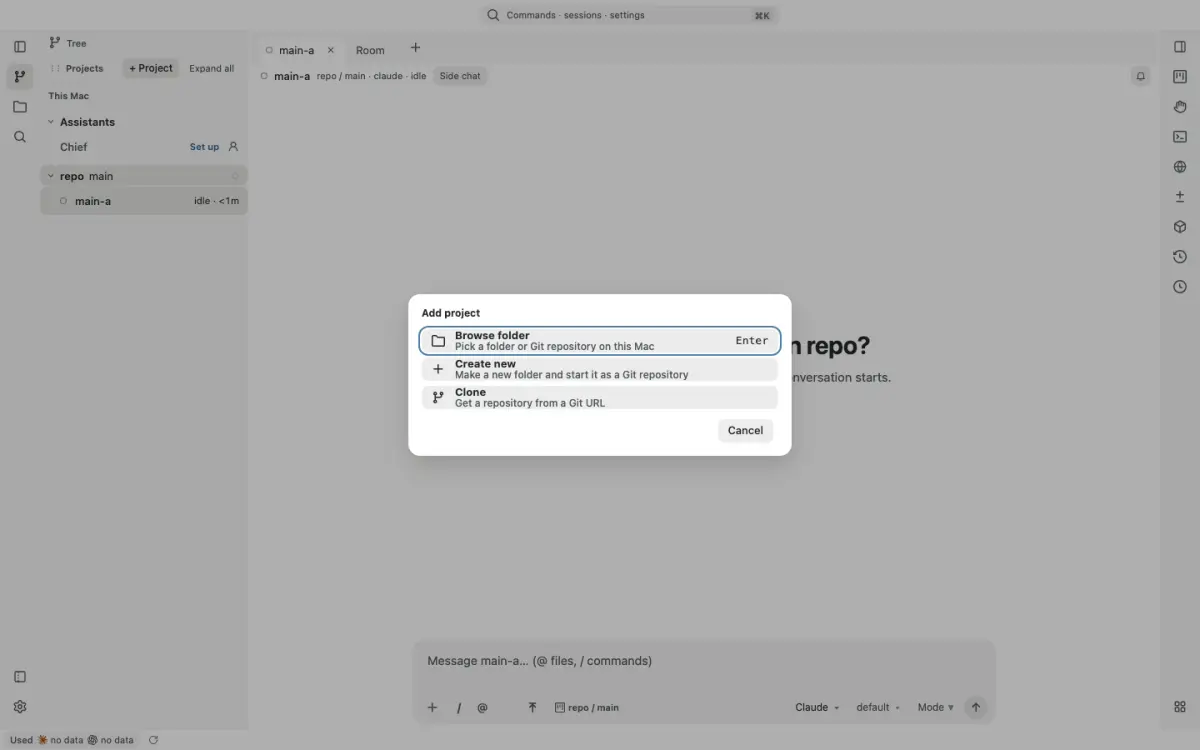 Commands · sessions · settings ⌘K
Tree
Projects + Project Expand all
This Mac
Assistants
Chief Set up
repo main
main-a idle · <1m
main-a × Room +
main-a repo / main · claude · idle Side chat
n repo?
nversation starts.
Add project
Browse folder
Pick a folder or Git repository on this Mac
Enter
Create new
Make a new folder and start it as a Git repository
Clone
Get a repository from a Git URL
Cancel
Message main-a... (@ files, / commands)
+ / @ repo / main Claude default Mode
Used no data no data